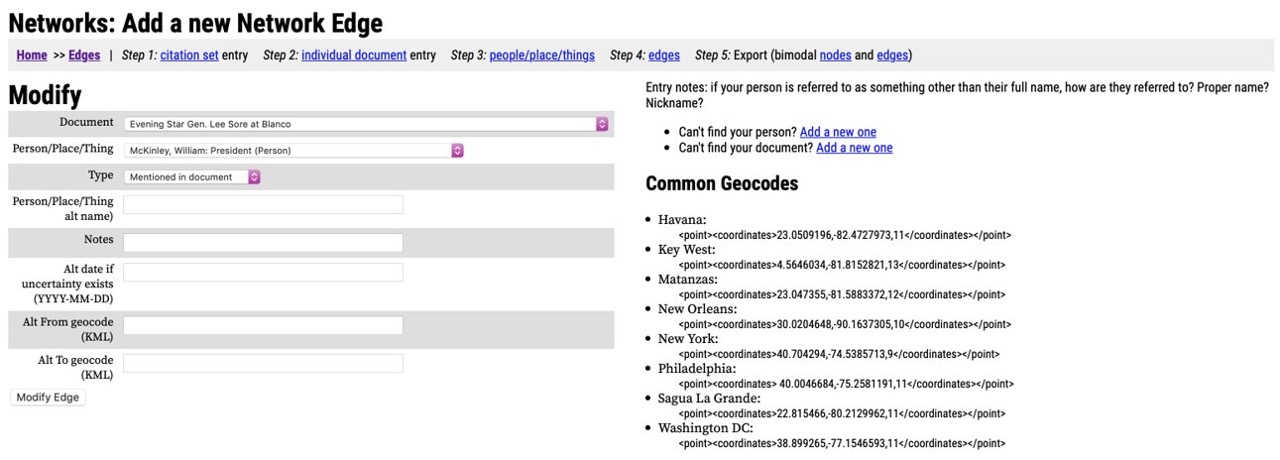 Networks: Add a new Network Edge
Home >> Edges | Step 1: citation set entry Step 2: individual document entry Step 3: people/place/things Step 4: edges Step 5: Export (bimodal nodes and edges)
Modify
Document Evening Star Gen. Lee Sore at Blanco
Person/Place/Thing McKinley, William: President (Person)
Type Mentioned in document
Person/Place/Thing
alt name)
Notes
Alt date if
uncertainty exists
(YYYY-MM-DD)
Alt From geocode
(KML)
Alt To geocode
(KML)
Modify Edge
Entry notes: if your person is referred to as something other than their full name, how are they referred to? Proper name?
Nickname?
• Can't find your person? Add a new one
• Can't find your document? Add a new one
Common Geocodes
• Havana:
<point><coordinates>23.0509196,-82.4727973,11</coordinates></point>
• Key West:
<point><coordinates>4.5646034,-81.8152821,13</coordinates></point>
• Matanzas:
<point><coordinates>23.047355,-81.5883372,12</coordinates></point>
• New Orleans:
<point><coordinates>30.0204648,-90.1637305,10</coordinates></point>
• New York:
<point><coordinates>40.704294,-74.5385713,9</coordinates></point>
• Philadelphia:
<point><coordinates> 40.0046684,-75.2581191,11</coordinates></point>
• Sagua La Grande:
<point><coordinates>22.815466,-80.2129962,11</coordinates></point>
• Washington DC:
<point><coordinates>38.899265,-77.1546593,11</coordinates></point>